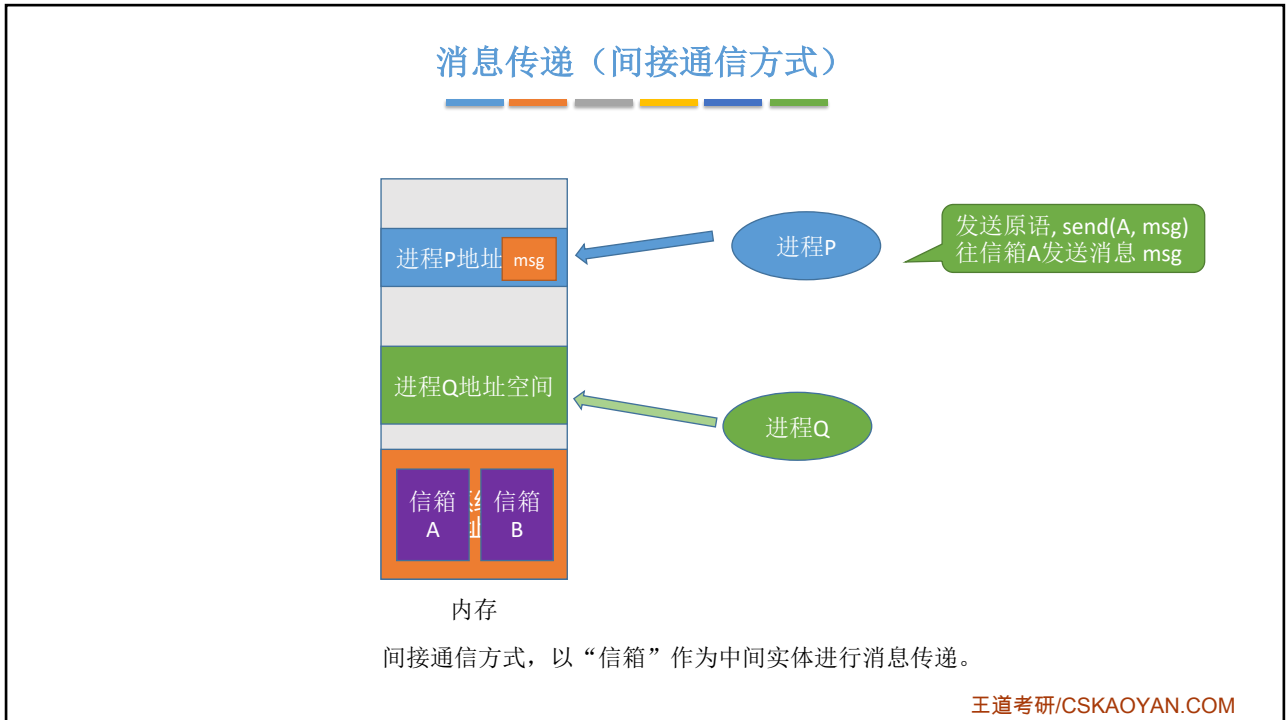 消息传递（间接通信方式）
进程P地址
msg
进程P
发送原语, send(A, msg)
往信箱A发送消息 msg
进程Q地址空间
进程Q
信箱
A
信箱
B
内存
间接通信方式，以“信箱”作为中间实体进行消息传递。
王道考研/CSKAOYAN.COM